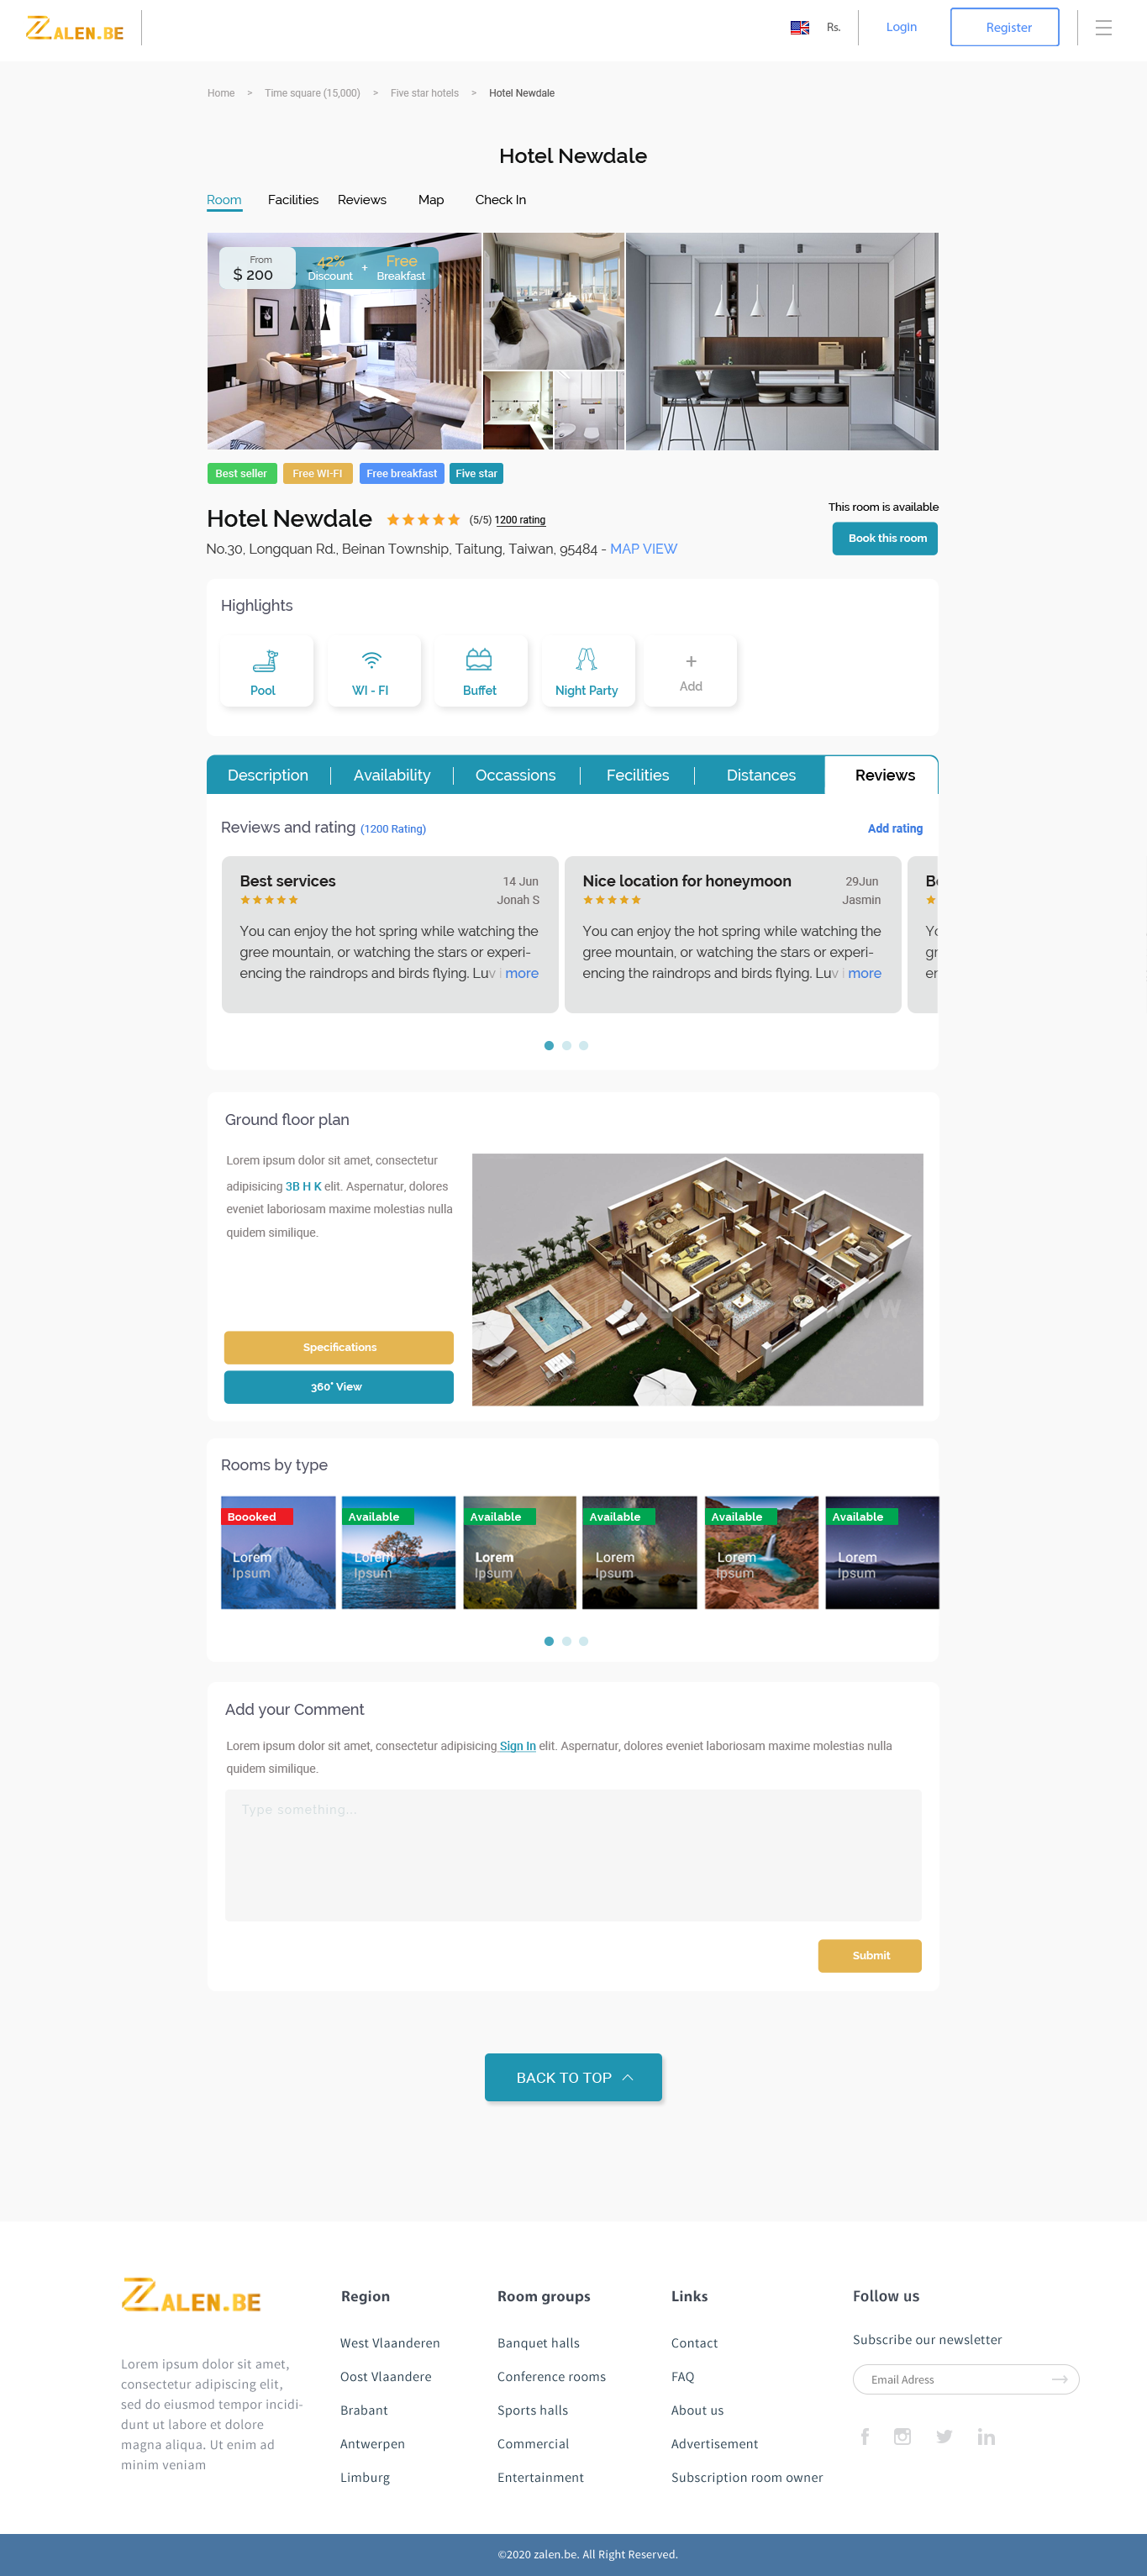 ZALEN.BE
Rs.
Login
Register
Home > Time square (15,000) > Five star hotels > Hotel Newdale
Hotel Newdale
Room Facilities Reviews Map Check In
From
$ 200
42%
Discount
+
Free
Breakfast
Best seller Free WI-FI Free breakfast Five star
This room is available
Hotel Newdale (5/5) 1200 rating
Book this room
No.30, Longquan Rd., Beinan Township, Taitung, Taiwan, 95484 - MAP VIEW
Highlights
Pool
WI - FI
Buffet
Night Party
+
Add
Description Availability Occassions Fecilities Distances Reviews
Reviews and rating (1200 Rating) Add rating
Best services 14 Jun
Jonah S
You can enjoy the hot spring while watching the
gree mountain, or watching the stars or experi-
encing the raindrops and birds flying. Luv i more
Nice location for honeymoon 29Jun
Jasmin
You can enjoy the hot spring while watching the
gree mountain, or watching the stars or experi-
encing the raindrops and birds flying. Luv i more
Yo
gr
er
Ground floor plan
Lorem ipsum dolor sit amet, consectetur
adipisicing 3B H K elit. Aspernatur, dolores
eveniet laboriosam maxime molestias nulla
quidem similique.
Specifications
360° View
Rooms by type
Boooked
Lorem
Ipsum
Available
Lorem
Ipsum
Available
Lorem
Ipsum
Available
Lorem
Ipsum
Available
Lorem
Ipsum
Available
Lorem
Ipsum
Add your Comment
Lorem ipsum dolor sit amet, consectetur adipisicing Sign In elit. Aspernatur, dolores eveniet laboriosam maxime molestias nulla
quidem similique.
Type something...
Submit
BACK TO TOP
ZALEN.BE
Lorem ipsum dolor sit amet,
consectetur adipiscing elit,
sed do eiusmod tempor incidi-
dunt ut labore et dolore
magna aliqua. Ut enim ad
minim veniam
Region
West Vlaanderen
Oost Vlaandere
Brabant
Antwerpen
Limburg
Room groups
Banquet halls
Conference rooms
Sports halls
Commercial
Entertainment
Links
Contact
FAQ
About us
Advertisement
Subscription room owner
Follow us
Subscribe our newsletter
Email Adress
©2020 zalen.be. All Right Reserved.